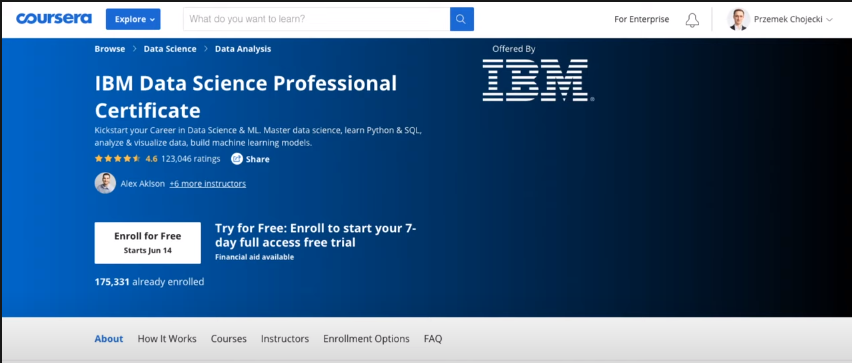 coursera
Explore
What do you want to learn?
For Enterprise
Przemek Chojecki
Browse > Data Science > Data Analysis
Offered By
IBM
IBM Data Science Professional
Certificate
Kickstart your Career in Data Science & ML. Master data science, learn Python & SQL,
analyze & visualize data, build machine learning models.
4.6 123,046 ratings Share
Alex Aklson +6 more instructors
Enroll for Free
Starts Jun 14
Try for Free: Enroll to start your 7-
day full access free trial
Financial aid available
175,331 already enrolled
About How It Works Courses Instructors Enrollment Options FAQ